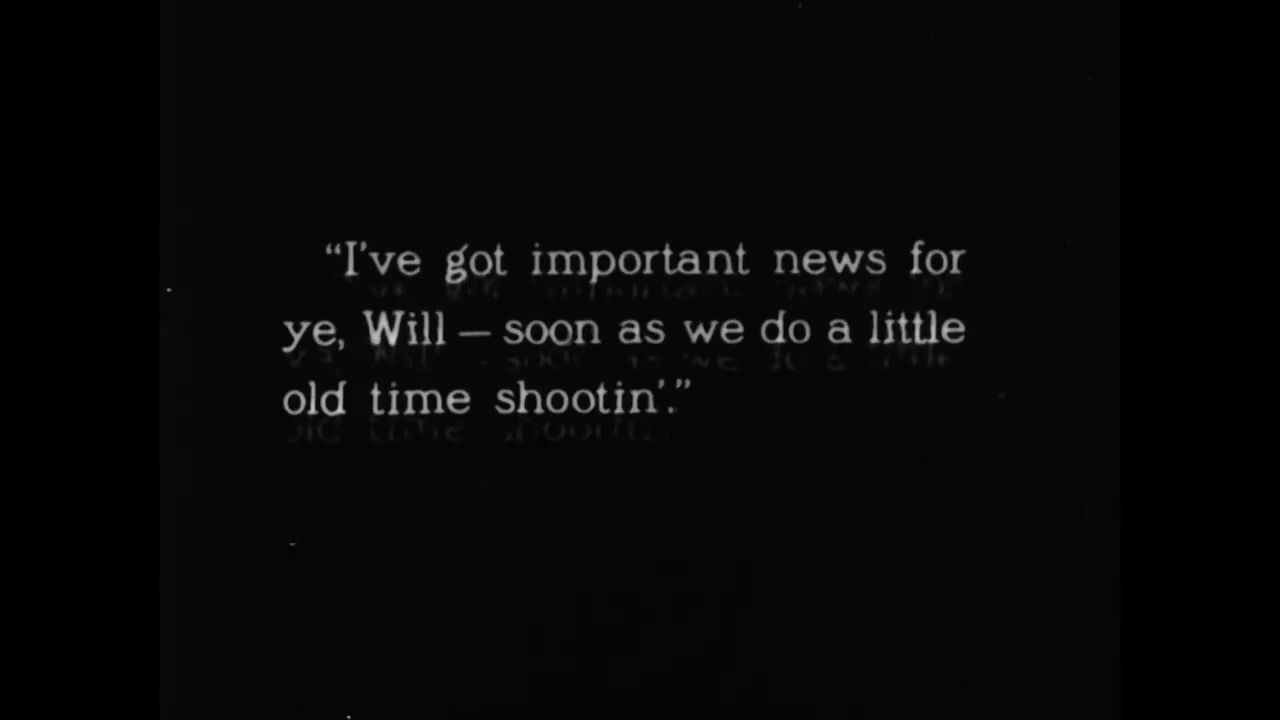 “I've got important news for
ye, Will — soon as we do a little
old time shootin'.”